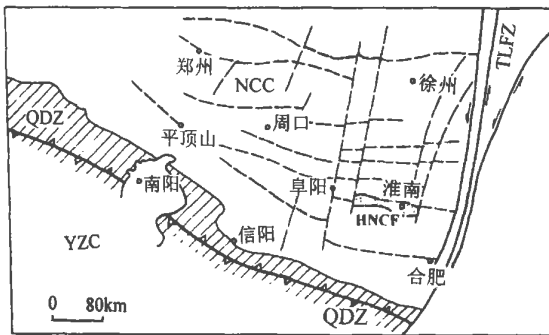 TLFZ
郑州
NCC
徐州
QDZ
周口
平顶山
南阳
阜阳
淮南
HNCF
YZC
信阳
合肥
0 80km
QDZ